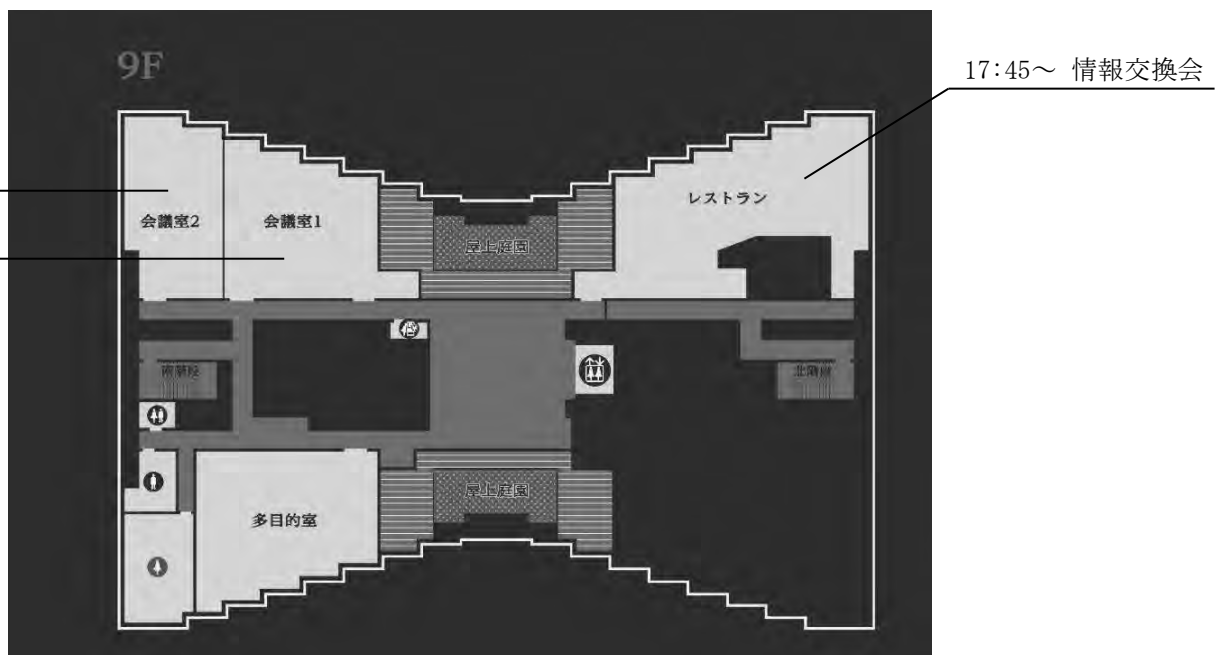 9F
17:45～ 情報交換会
会議室2
会議室1
屋上庭園
レストラン
南階段
北階段
屋上庭園
多目的室